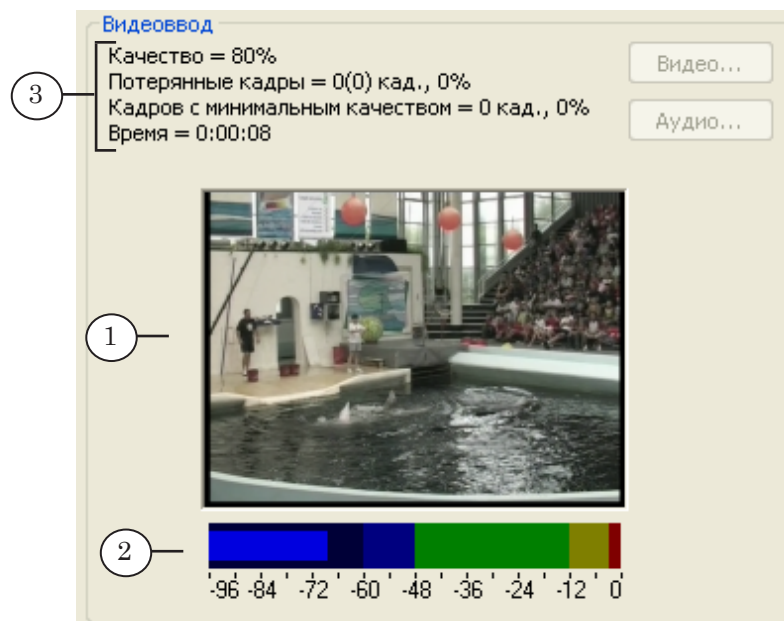 Видеоввод
Качество = 80%
Потерянные кадры = 0(0) кад., 0%
Кадров с минимальным качеством = 0 кад., 0%
Время = 0:00:08
Видео...
Аудио...
3
1
2
-96 -84 -72 -60 -48 -36 -24 -12 0